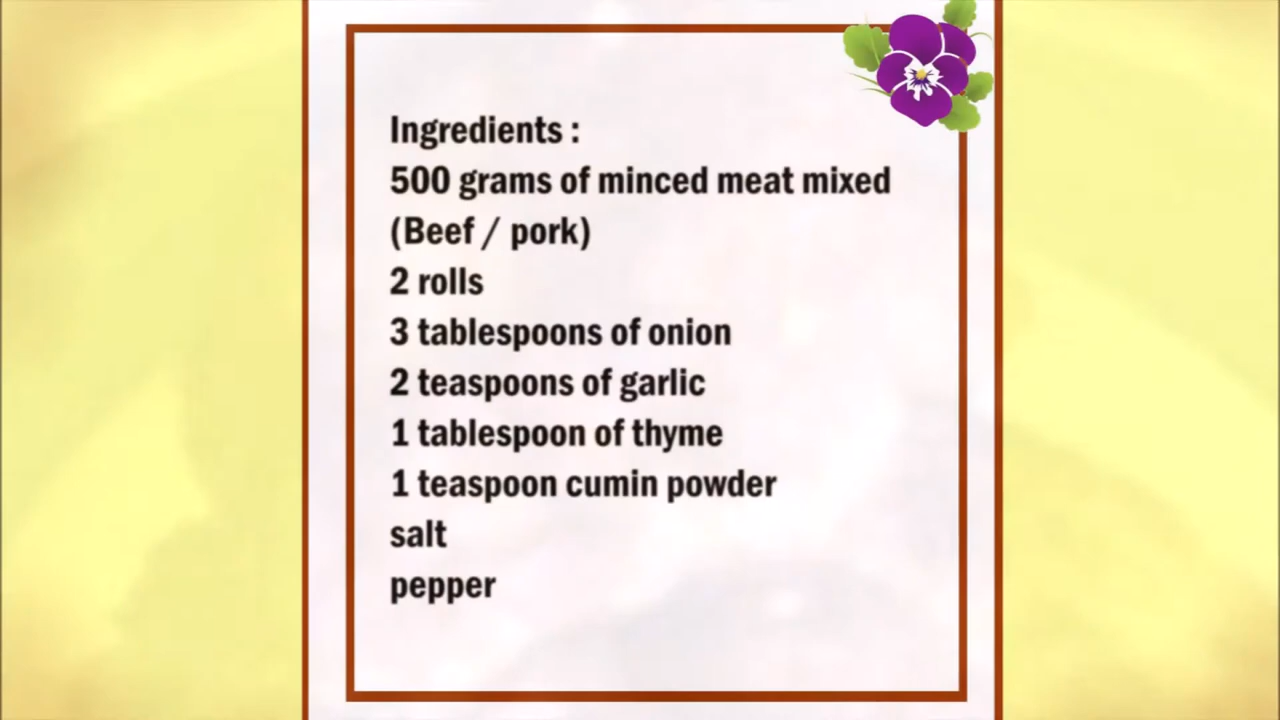 Ingredients :
500 grams of minced meat mixed
(Beef / pork)
2 rolls
3 tablespoons of onion
2 teaspoons of garlic
1 tablespoon of thyme
1 teaspoon cumin powder
salt
pepper